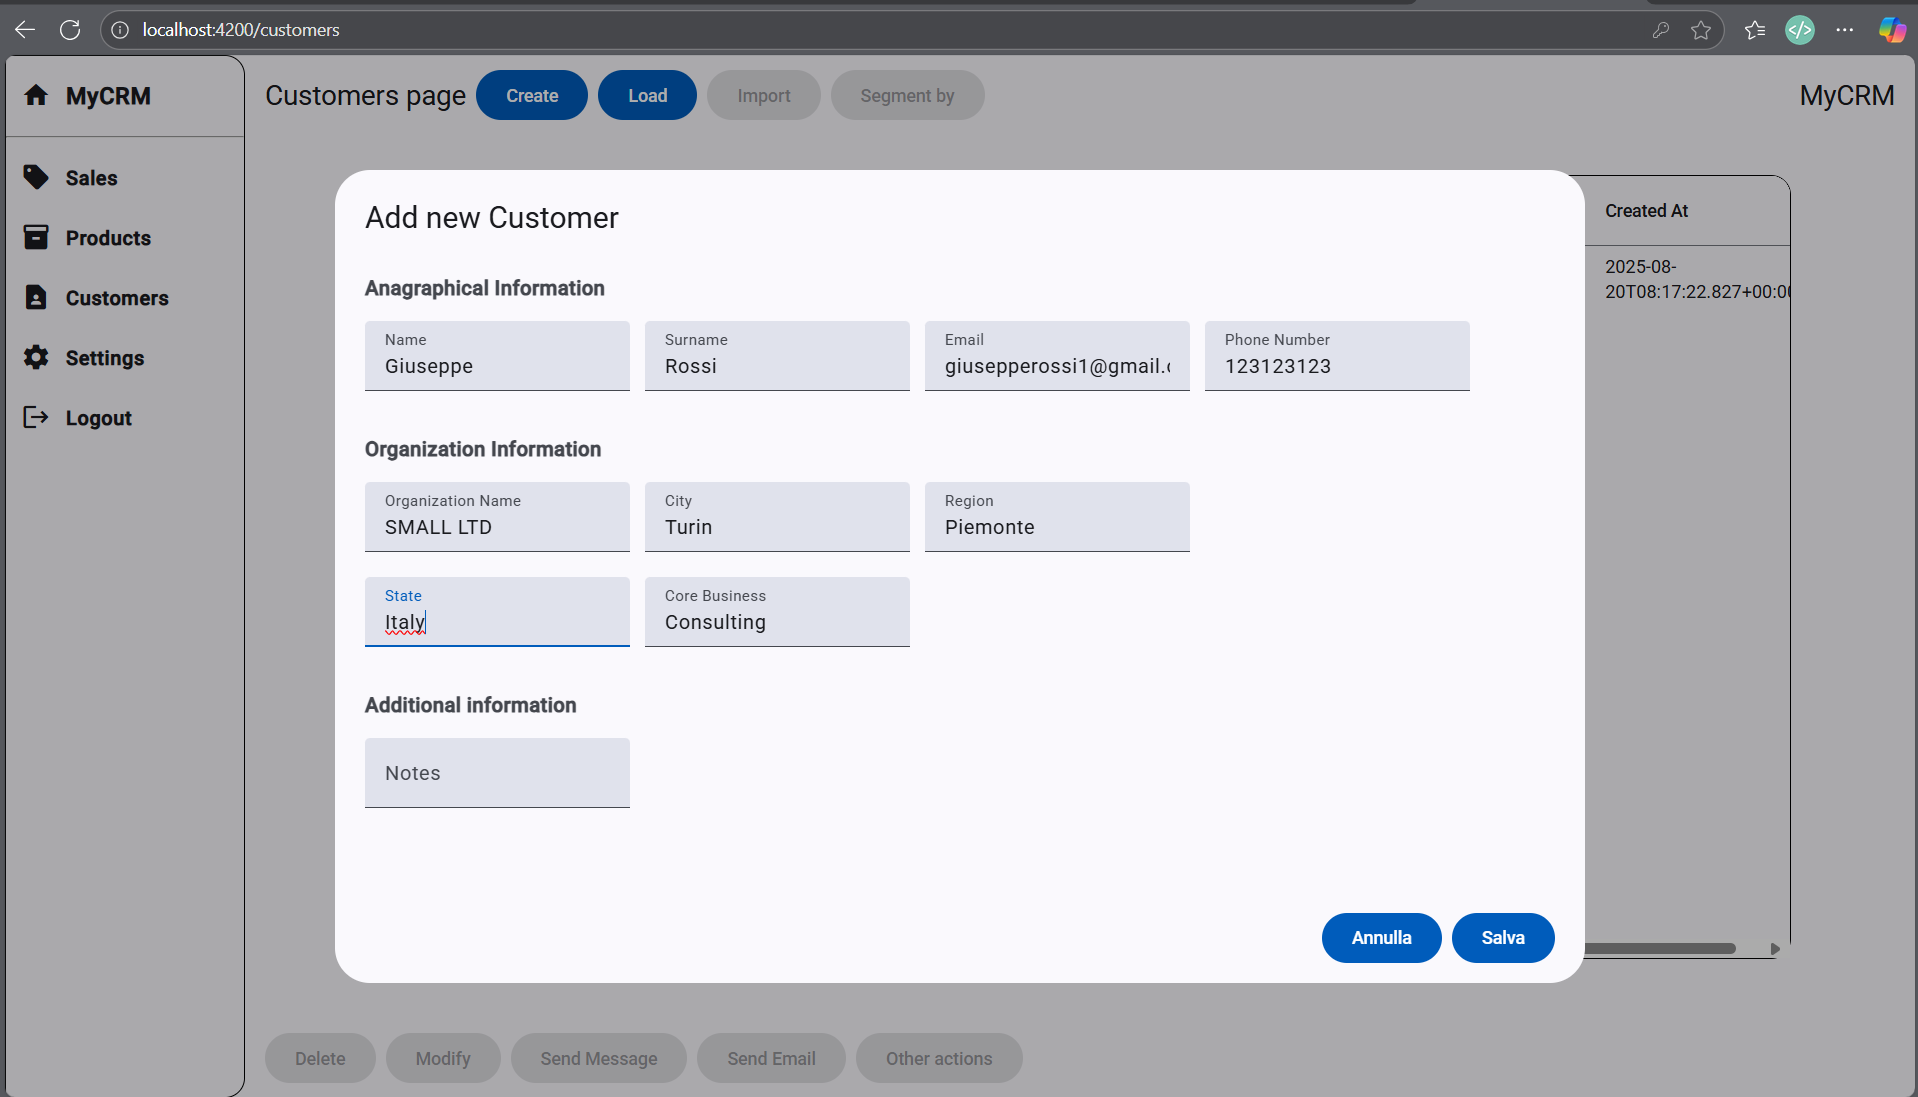 localhost:4200/customers
MyCRM
Customers page
Create
Load
Import
Segment by
MyCRM
Sales
Products
Customers
Settings
Logout
Created At
2025-08-
20T08:17:22.827+00:00
Add new Customer
Anagraphical Information
Name
Giuseppe
Surname
Rossi
Email
giusepperossi1@gmail.c
Phone Number
123123123
Organization Information
Organization Name
SMALL LTD
City
Turin
Region
Piemonte
State
Italy
Core Business
Consulting
Additional information
Notes
Annulla
Salva
Delete
Modify
Send Message
Send Email
Other actions